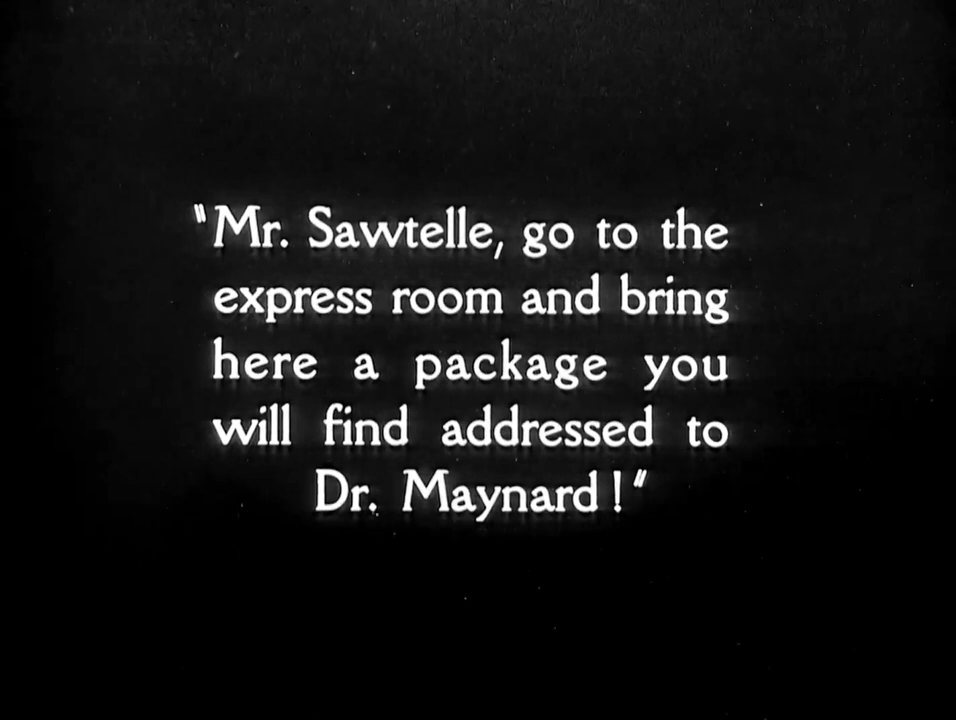 "Mr. Sawtelle, go to the
express room and bring
here a package you
will find addressed to
Dr. Maynard!"